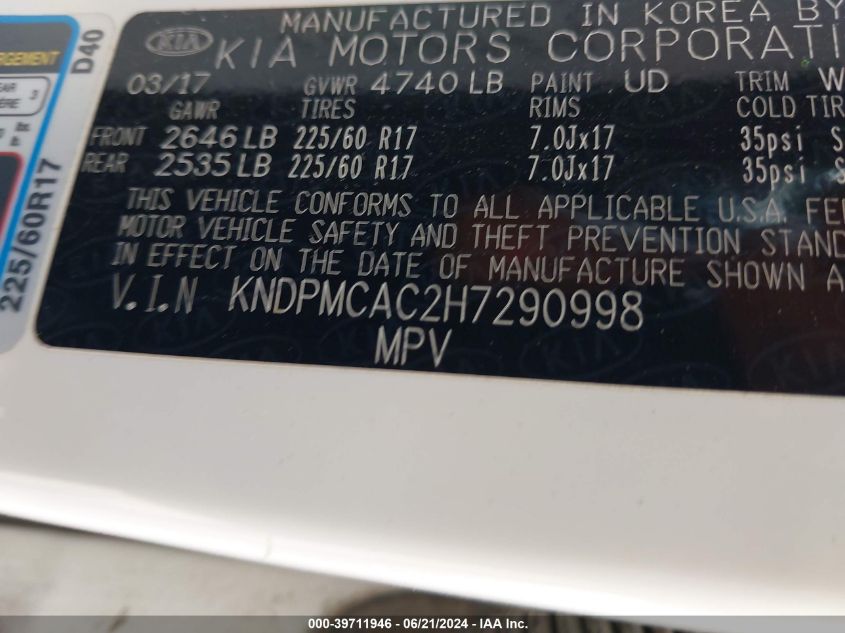 MANUFACTURED IN KOREA BY
KIA KIA MOTORS CORPORATI
03/17 GVWR 4740 LB PAINT UD TRIM W
GAWR TIRES RIMS COLD TIR
FRONT 2646 LB 225/60 R17 7.0Jx17 35psi S
REAR 2535 LB 225/60 R17 7.0Jx17 35psi S
THIS VEHICLE CONFORMS TO ALL APPLICABLE U.S.A. FE
MOTOR VEHICLE SAFETY AND THEFT PREVENTION STAND
IN EFFECT ON THE DATE OF MANUFACTURE SHOWN A
V.I.N KNDPMCAC2H7290998
MPV
D40
225/60R17
000-39711946 - 06/21/2024 - IAA Inc.